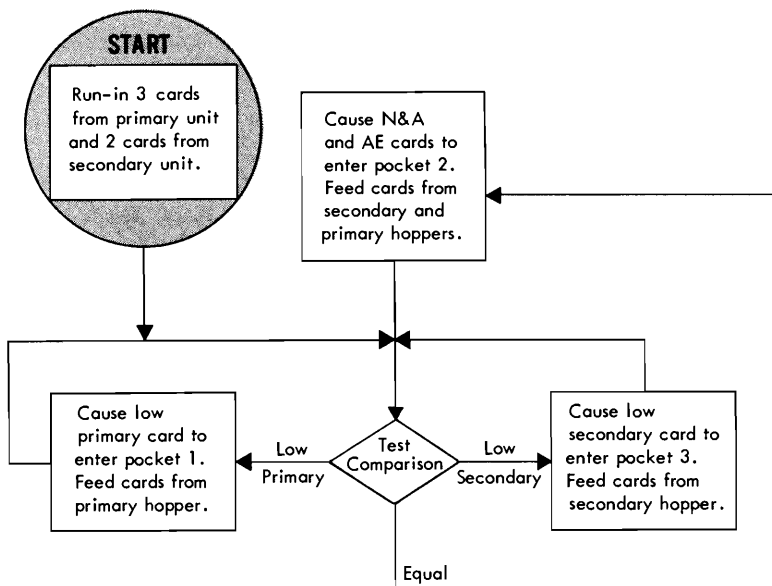 START
Run-in 3 cards
from primary unit
and 2 cards from
secondary unit.
Cause N&A
and AE cards to
enter pocket 2.
Feed cards from
secondary and
primary hoppers.
Cause low
primary card to
enter pocket 1.
Feed cards from
primary hopper.
Low
Primary
Test
Comparison
Low
Secondary
Cause low
secondary card to
enter pocket 3.
Feed cards from
secondary hopper.
Equal